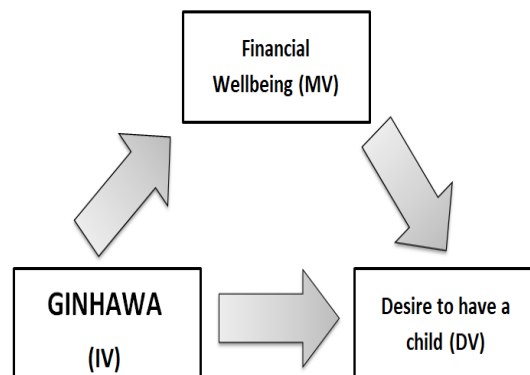 Financial
Wellbeing (MV)
GINHAWA
(IV)
Desire to have a
child (DV)